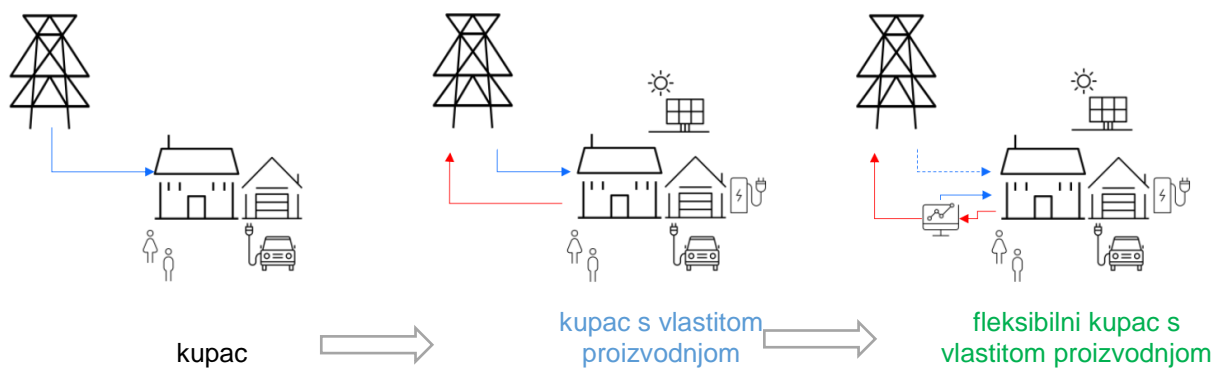 kupac
kupac s vlastitom
proizvodnjom
fleksibilni kupac s
vlastitom proizvodnjom